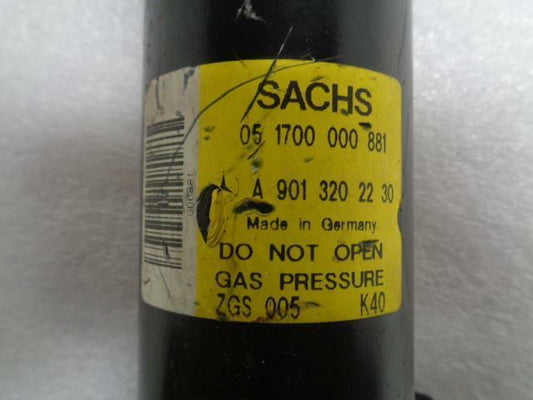 SACHS
05 1700 000 881
A 901 320 22 30
Made in Germany
DO NOT OPEN
GAS PRESSURE
ZGS 005 K40
000881